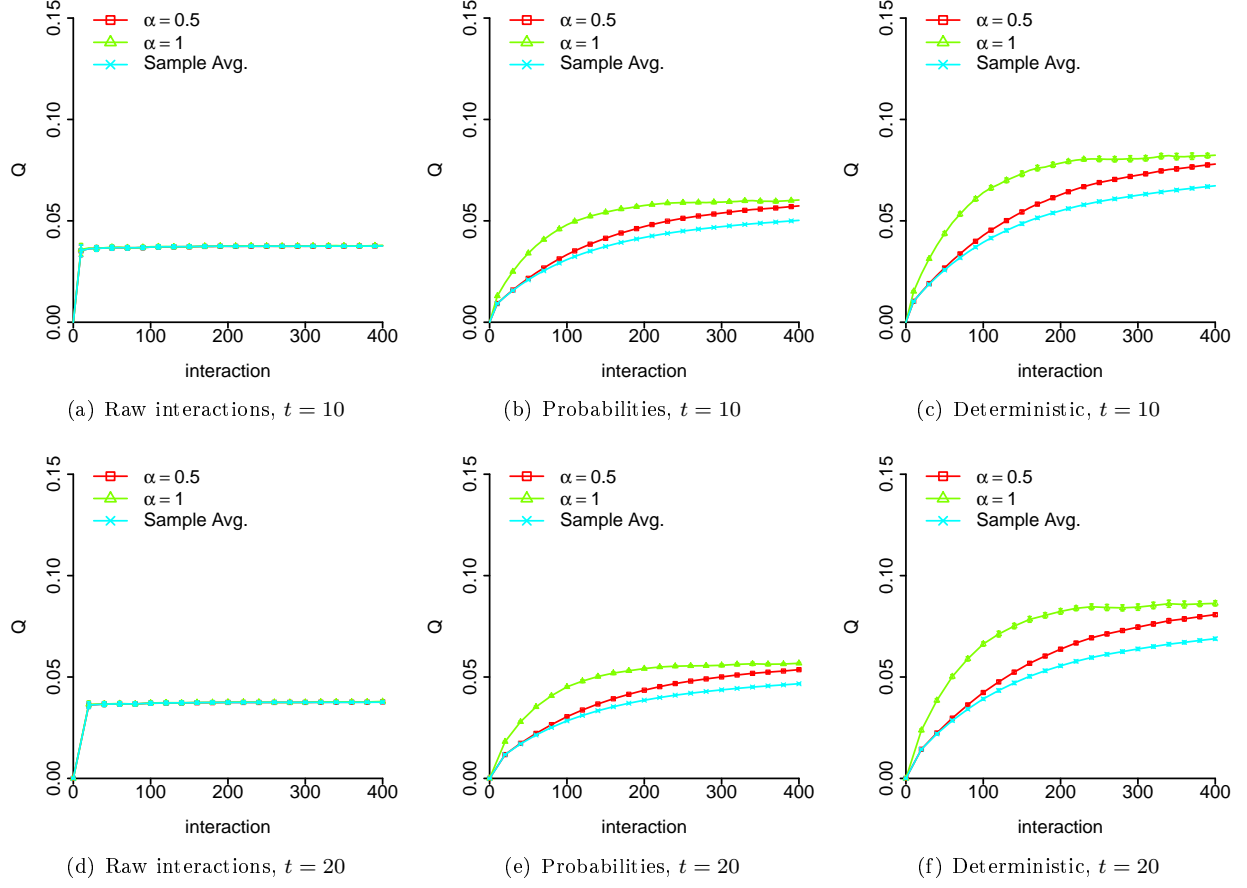 α = 0.5
α = 1
Sample Avg.
Q
0.00 0.05 0.10 0.15
0 100 200 300 400
interaction
(a) Raw interactions, t = 10
α = 0.5
α = 1
Sample Avg.
Q
0.00 0.05 0.10 0.15
0 100 200 300 400
interaction
(b) Probabilities, t = 10
α = 0.5
α = 1
Sample Avg.
Q
0.00 0.05 0.10 0.15
0 100 200 300 400
interaction
(c) Deterministic, t = 10
α = 0.5
α = 1
Sample Avg.
Q
0.00 0.05 0.10 0.15
0 100 200 300 400
interaction
(d) Raw interactions, t = 20
α = 0.5
α = 1
Sample Avg.
Q
0.00 0.05 0.10 0.15
0 100 200 300 400
interaction
(e) Probabilities, t = 20
α = 0.5
α = 1
Sample Avg.
Q
0.00 0.05 0.10 0.15
0 100 200 300 400
interaction
(f) Deterministic, t = 20